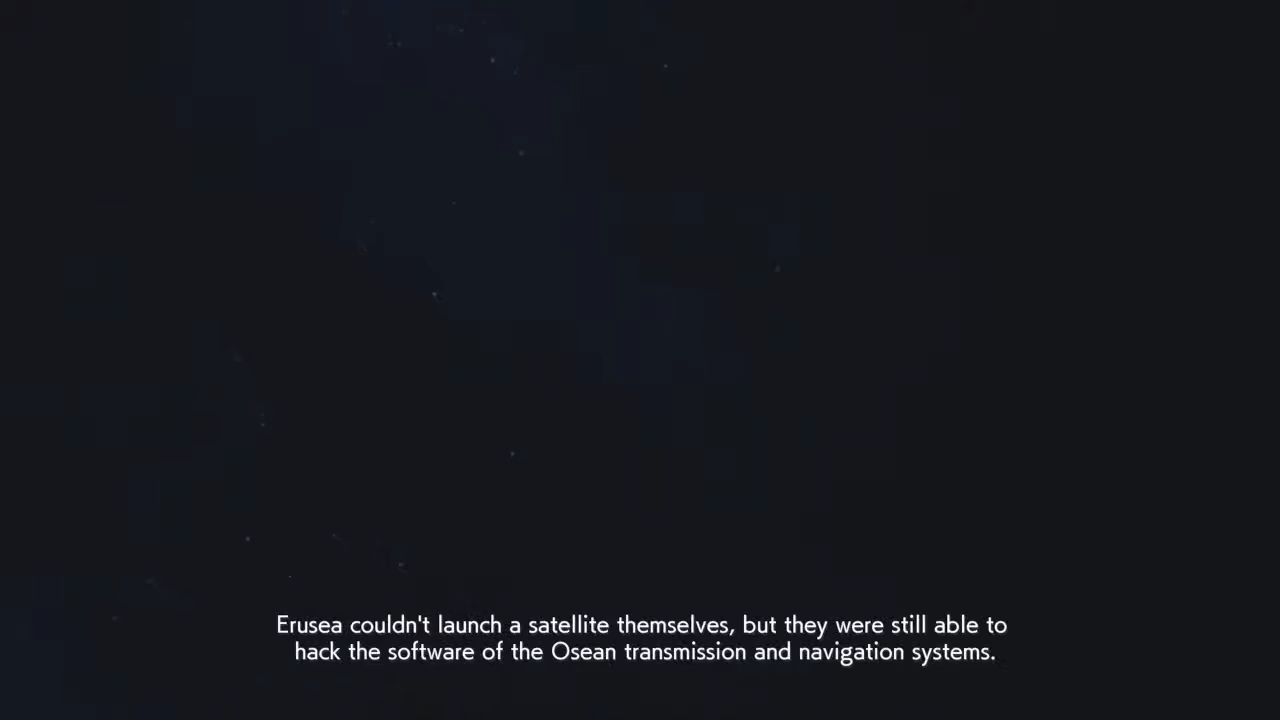 Erusea couldn't launch a satellite themselves, but they were still able to
hack the software of the Osean transmission and navigation systems.